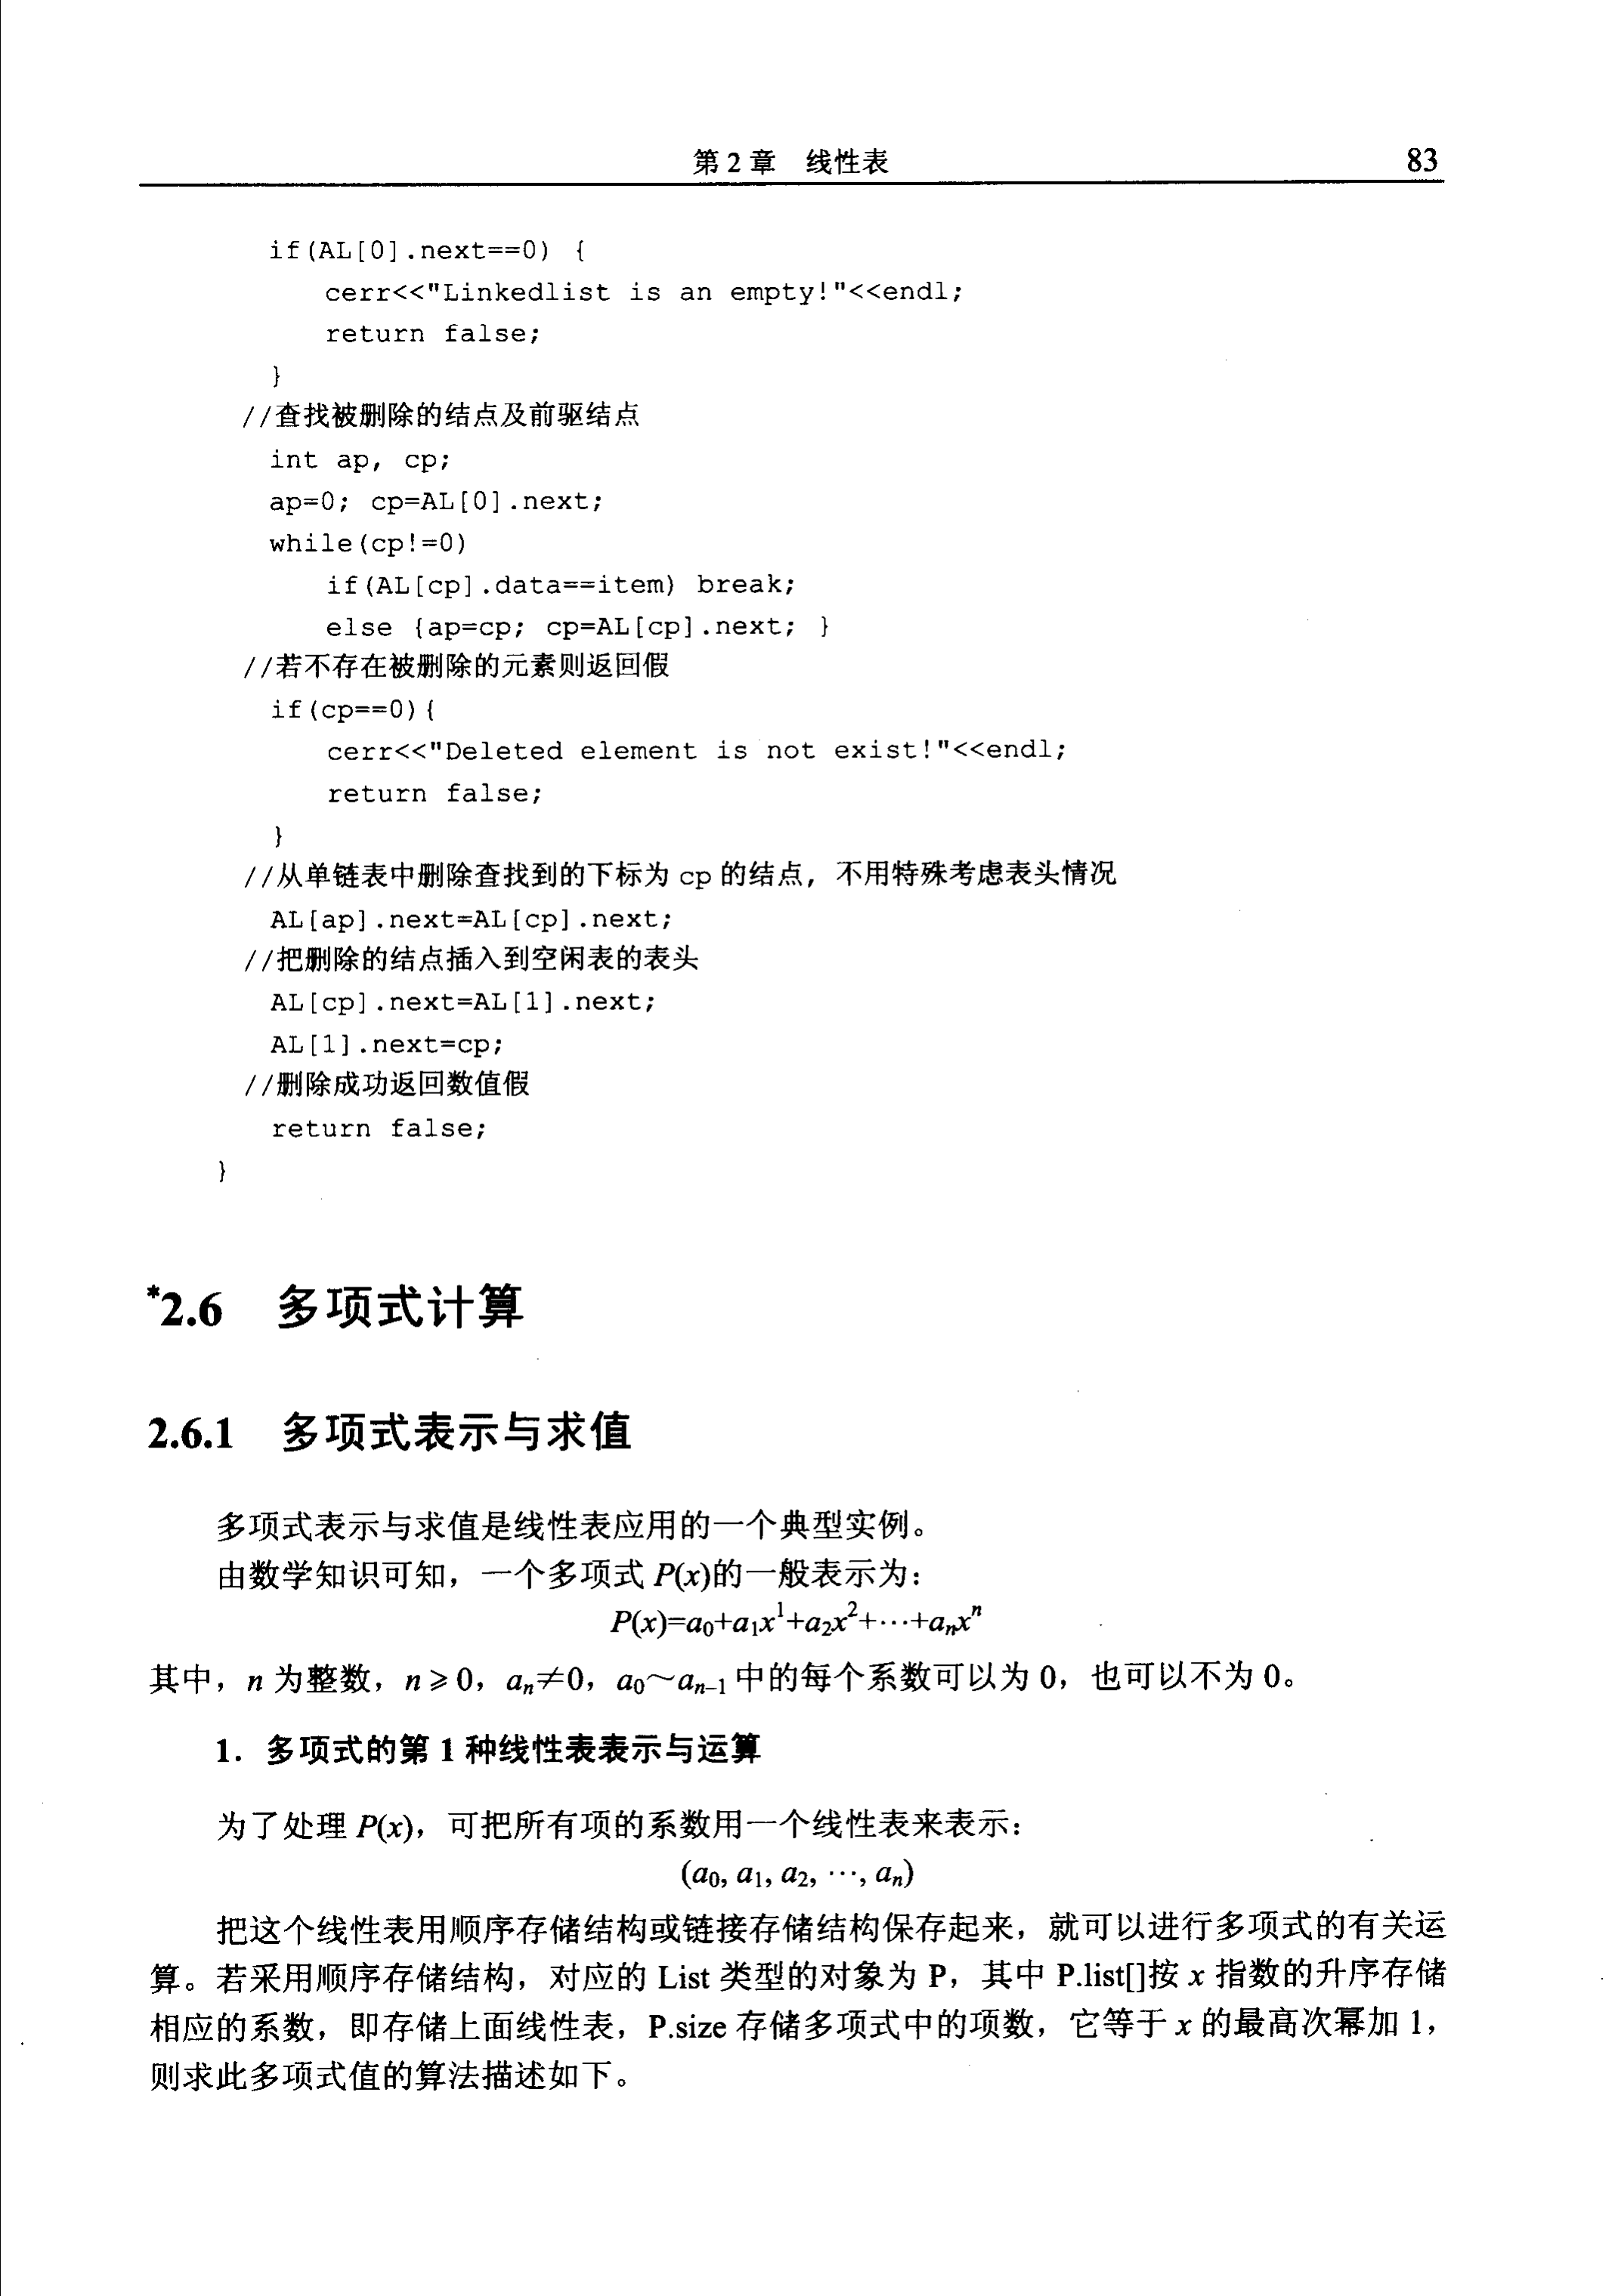 第 2 章　线性表　83
if(AL[0].next==0) {
cerr<<"Linkedlist is an empty!"<<endl;
return false;
}
//查找被删除的结点及前驱结点
int ap, cp;
ap=0; cp=AL[0].next;
while(cp!=0)
if(AL[cp].data==item) break;
else {ap=cp; cp=AL[cp].next; }
//若不存在被删除的元素则返回假
if(cp==0){
cerr<<"Deleted element is not exist!"<<endl;
return false;
}
//从单链表中删除查找到的下标为 cp 的结点，不用特殊考虑表头情况
AL[ap].next=AL[cp].next;
//把删除的结点插入到空闲表的表头
AL[cp].next=AL[1].next;
AL[1].next=cp;
//删除成功返回数值假
return false;
}
*2.6　多项式计算
2.6.1　多项式表示与求值
多项式表示与求值是线性表应用的一个典型实例。
由数学知识可知，一个多项式 P(x)的一般表示为：
P(x)=a₀+a₁x¹+a₂x²+⋯+aₙxⁿ
其中，n 为整数，n≥0，aₙ≠0，a₀～aₙ₋₁ 中的每个系数可以为 0，也可以不为 0。
1．多项式的第 1 种线性表表示与运算
为了处理 P(x)，可把所有项的系数用一个线性表来表示：
(a₀, a₁, a₂, ⋯, aₙ)
把这个线性表用顺序存储结构或链接存储结构保存起来，就可以进行多项式的有关运
算。若采用顺序存储结构，对应的 List 类型的对象为 P，其中 P.list[]按 x 指数的升序存储
相应的系数，即存储上面线性表，P.size 存储多项式中的项数，它等于 x 的最高次幂加 1，
则求此多项式值的算法描述如下。